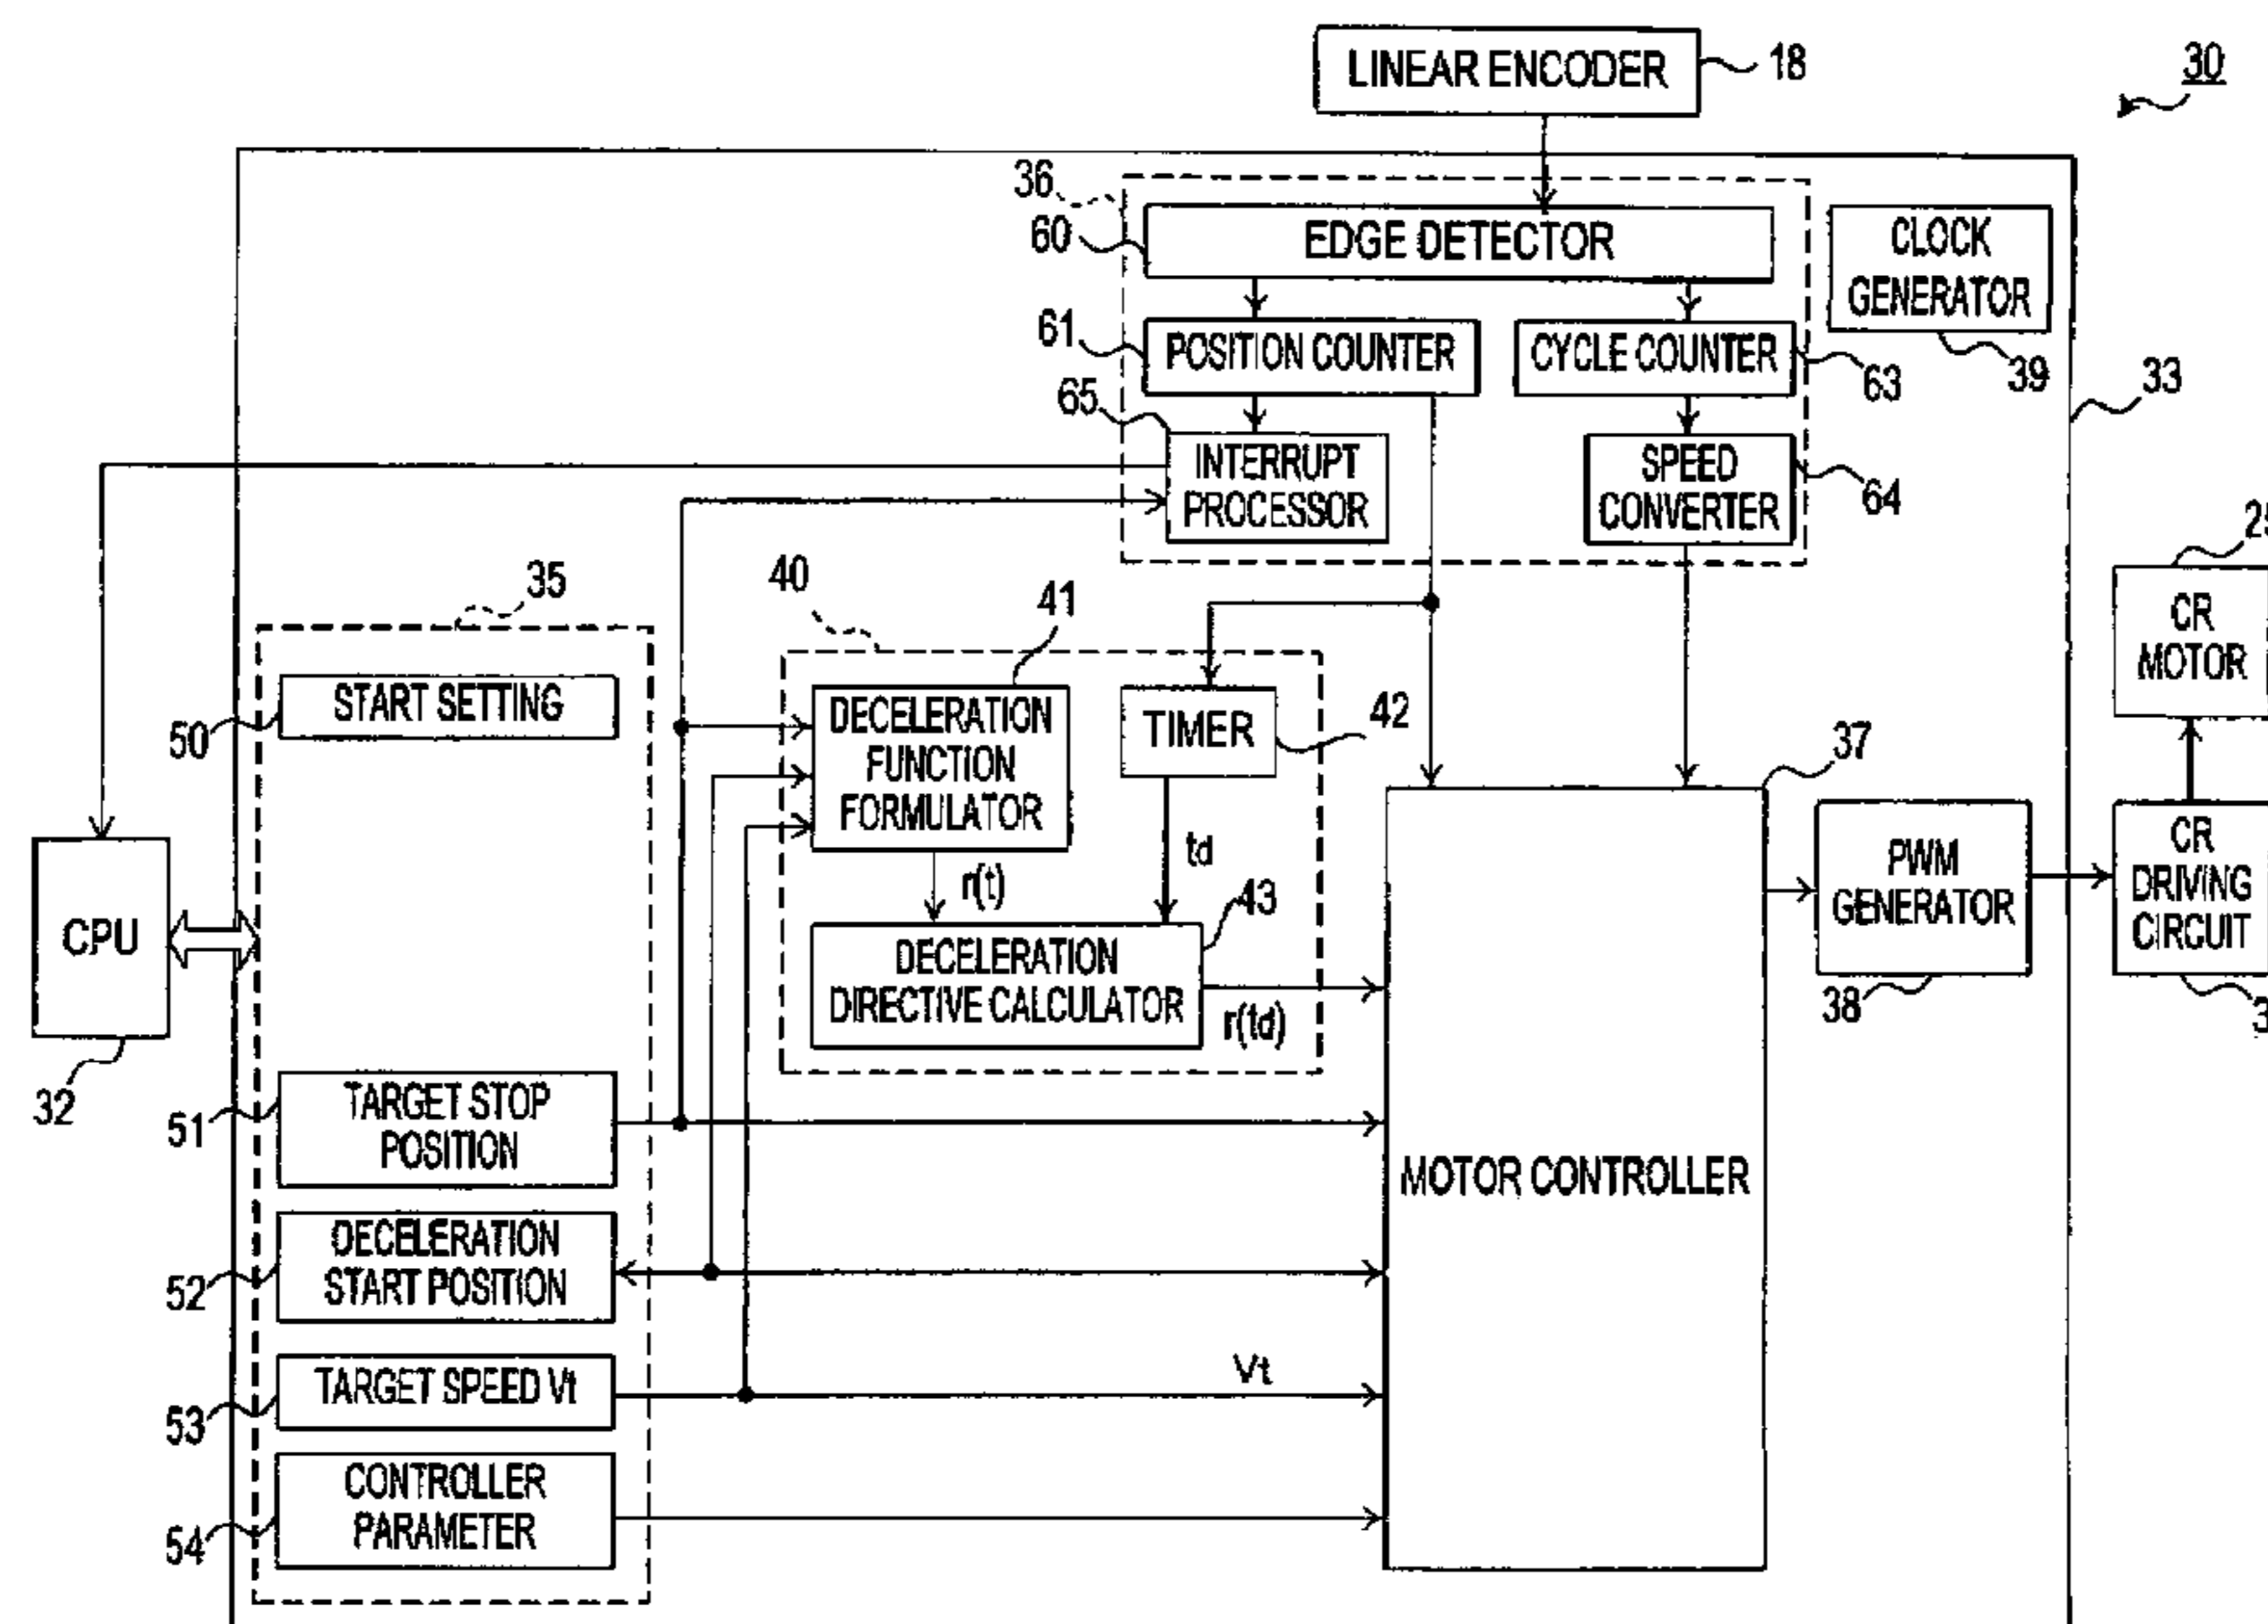 LINEAR ENCODER
18
30
36
60
EDGE DETECTOR
CLOCK
GENERATOR
39
33
61
POSITION COUNTER
CYCLE COUNTER
63
65
INTERRUPT
PROCESSOR
SPEED
CONVERTER
64
35
40
41
START SETTING
50
DECELERATION
FUNCTION
FORMULATOR
TIMER
42
37
CR
MOTOR
r(t)
td
43
CPU
32
DECELERATION
DIRECTIVE CALCULATOR
r(td)
PWM
GENERATOR
38
CR
DRIVING
CIRCUIT
51
TARGET STOP
POSITION
MOTOR CONTROLLER
52
DECELERATION
START POSITION
53
TARGET SPEED Vt
Vt
54
CONTROLLER
PARAMETER